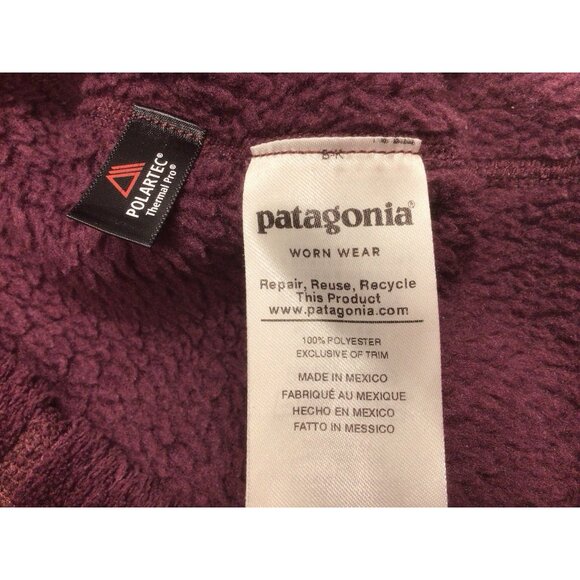 POLARTEC®
Thermal Pro®
B-K
patagonia®
WORN WEAR
Repair, Reuse, Recycle
This Product
www.patagonia.com
100% POLYESTER
EXCLUSIVE OF TRIM
MADE IN MEXICO
FABRIQUÉ AU MEXIQUE
HECHO EN MÉXICO
FATTO IN MESSICO